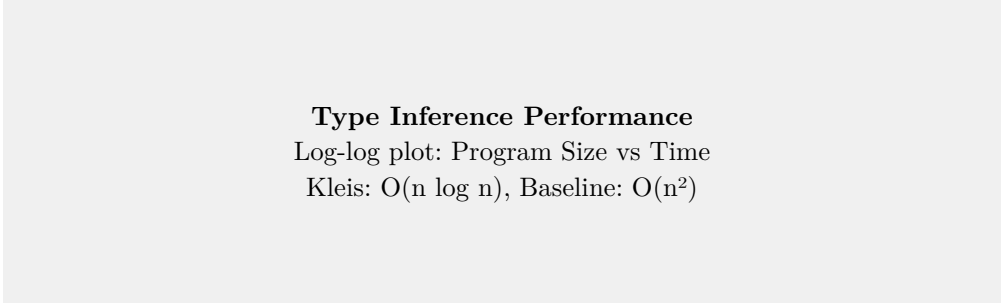 Type Inference Performance
Log-log plot: Program Size vs Time
Kleis: O(n log n), Baseline: O(n²)